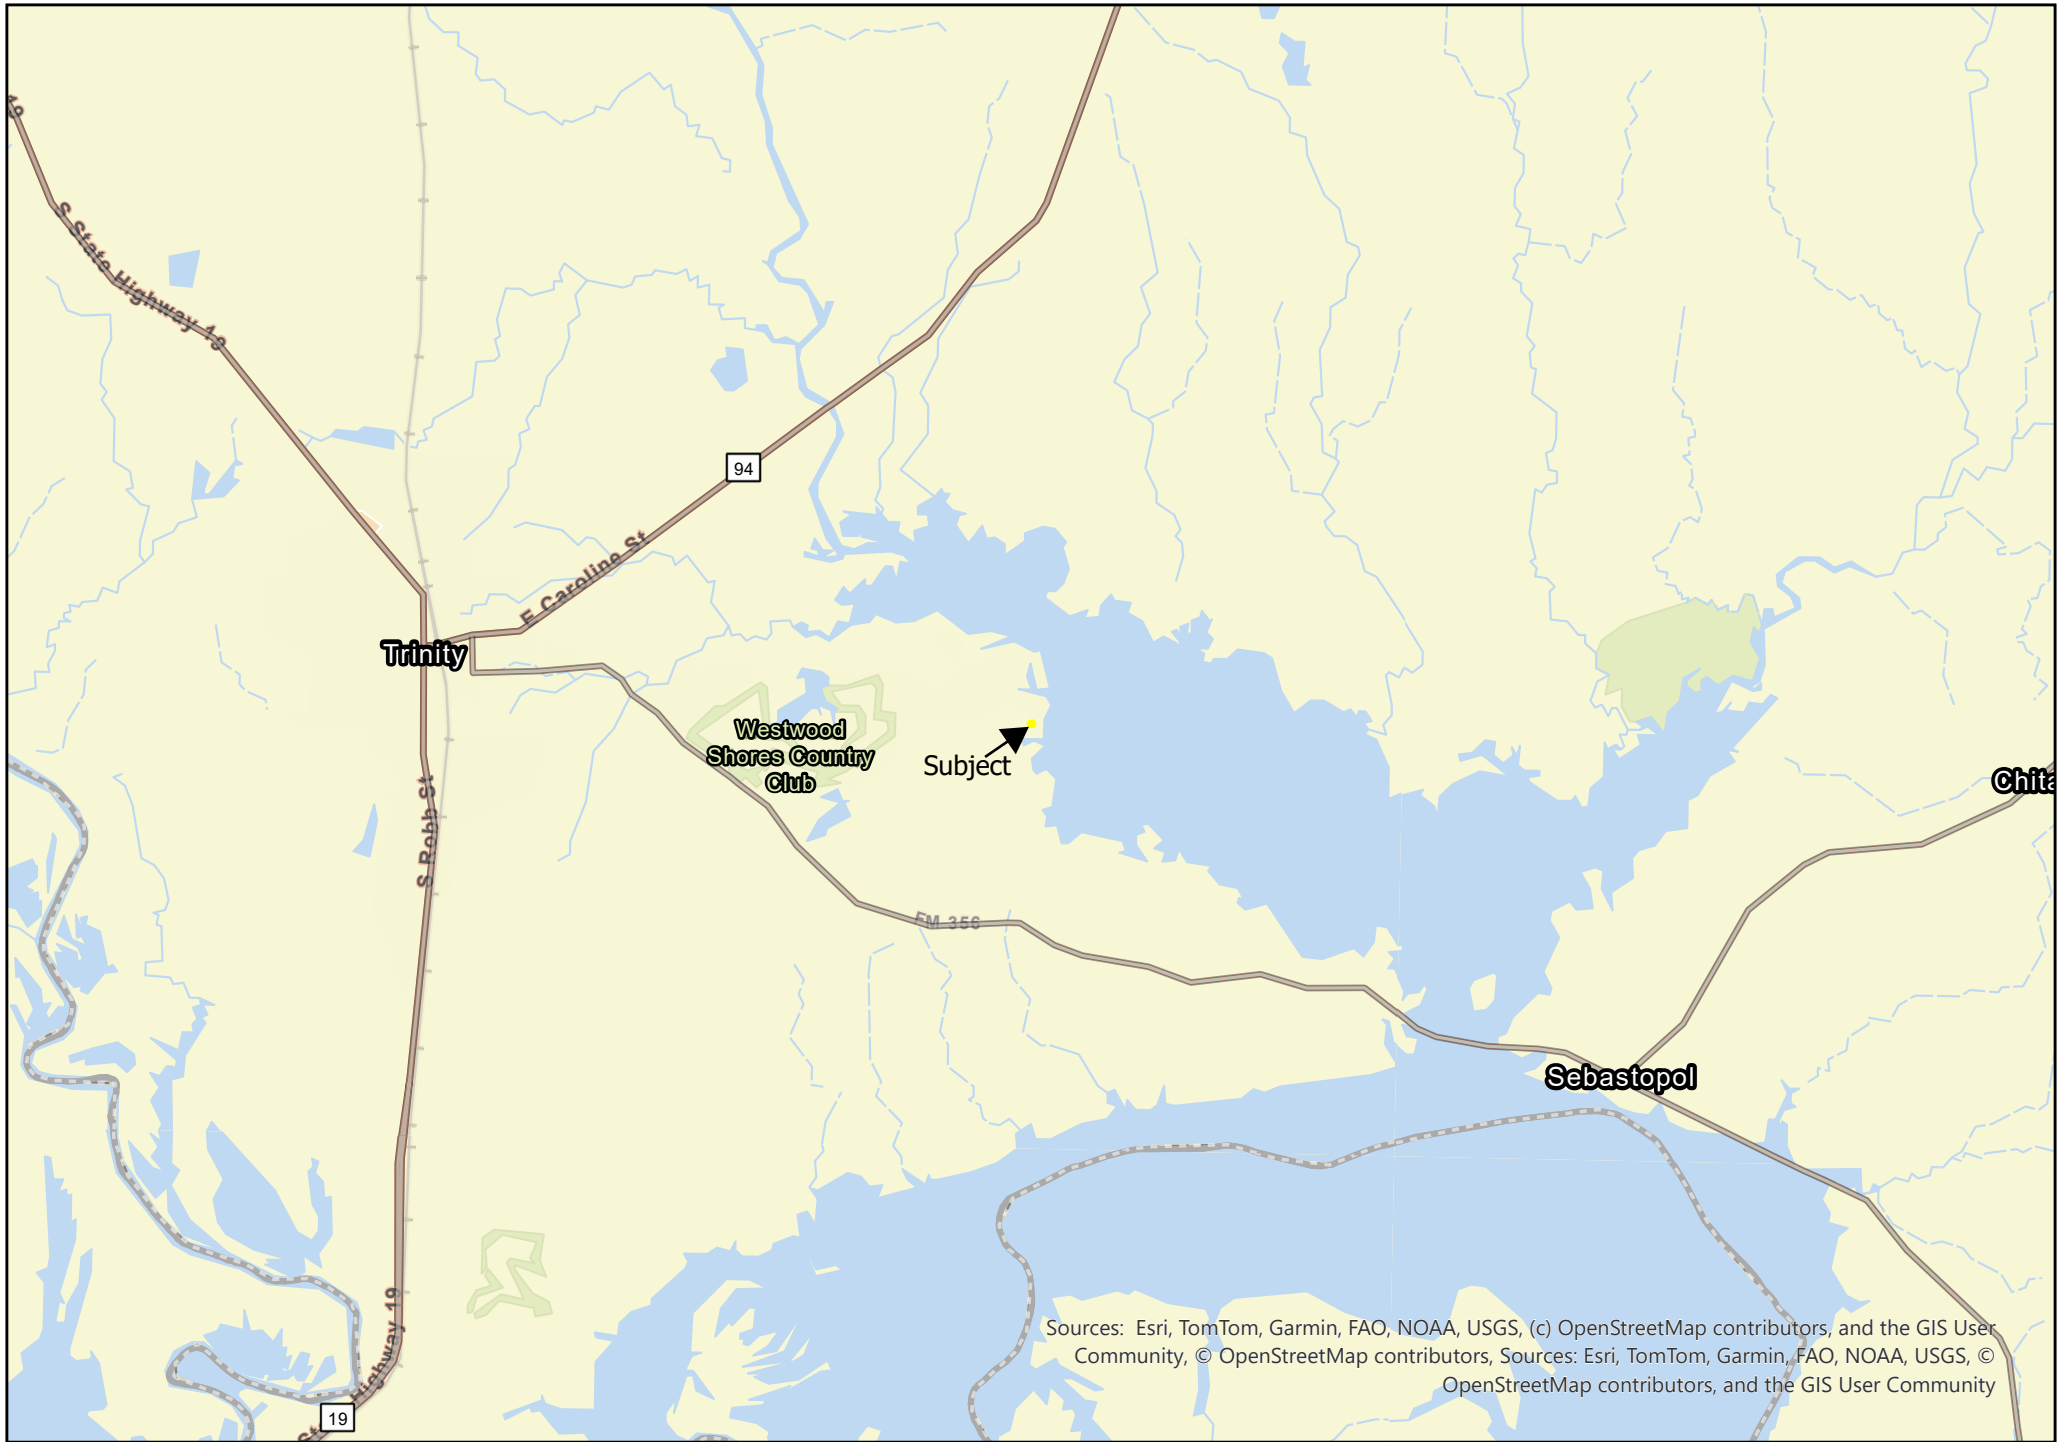 19
S State Highway 19
94
E Caroline St
Trinity
Westwood
Shores Country
Club
Subject
Chita
S Robb St
FM 356
Sebastopol
Highway 19
19
Sources: Esri, TomTom, Garmin, FAO, NOAA, USGS, (c) OpenStreetMap contributors, and the GIS User
Community, © OpenStreetMap contributors, Sources: Esri, TomTom, Garmin, FAO, NOAA, USGS, ©
OpenStreetMap contributors, and the GIS User Community